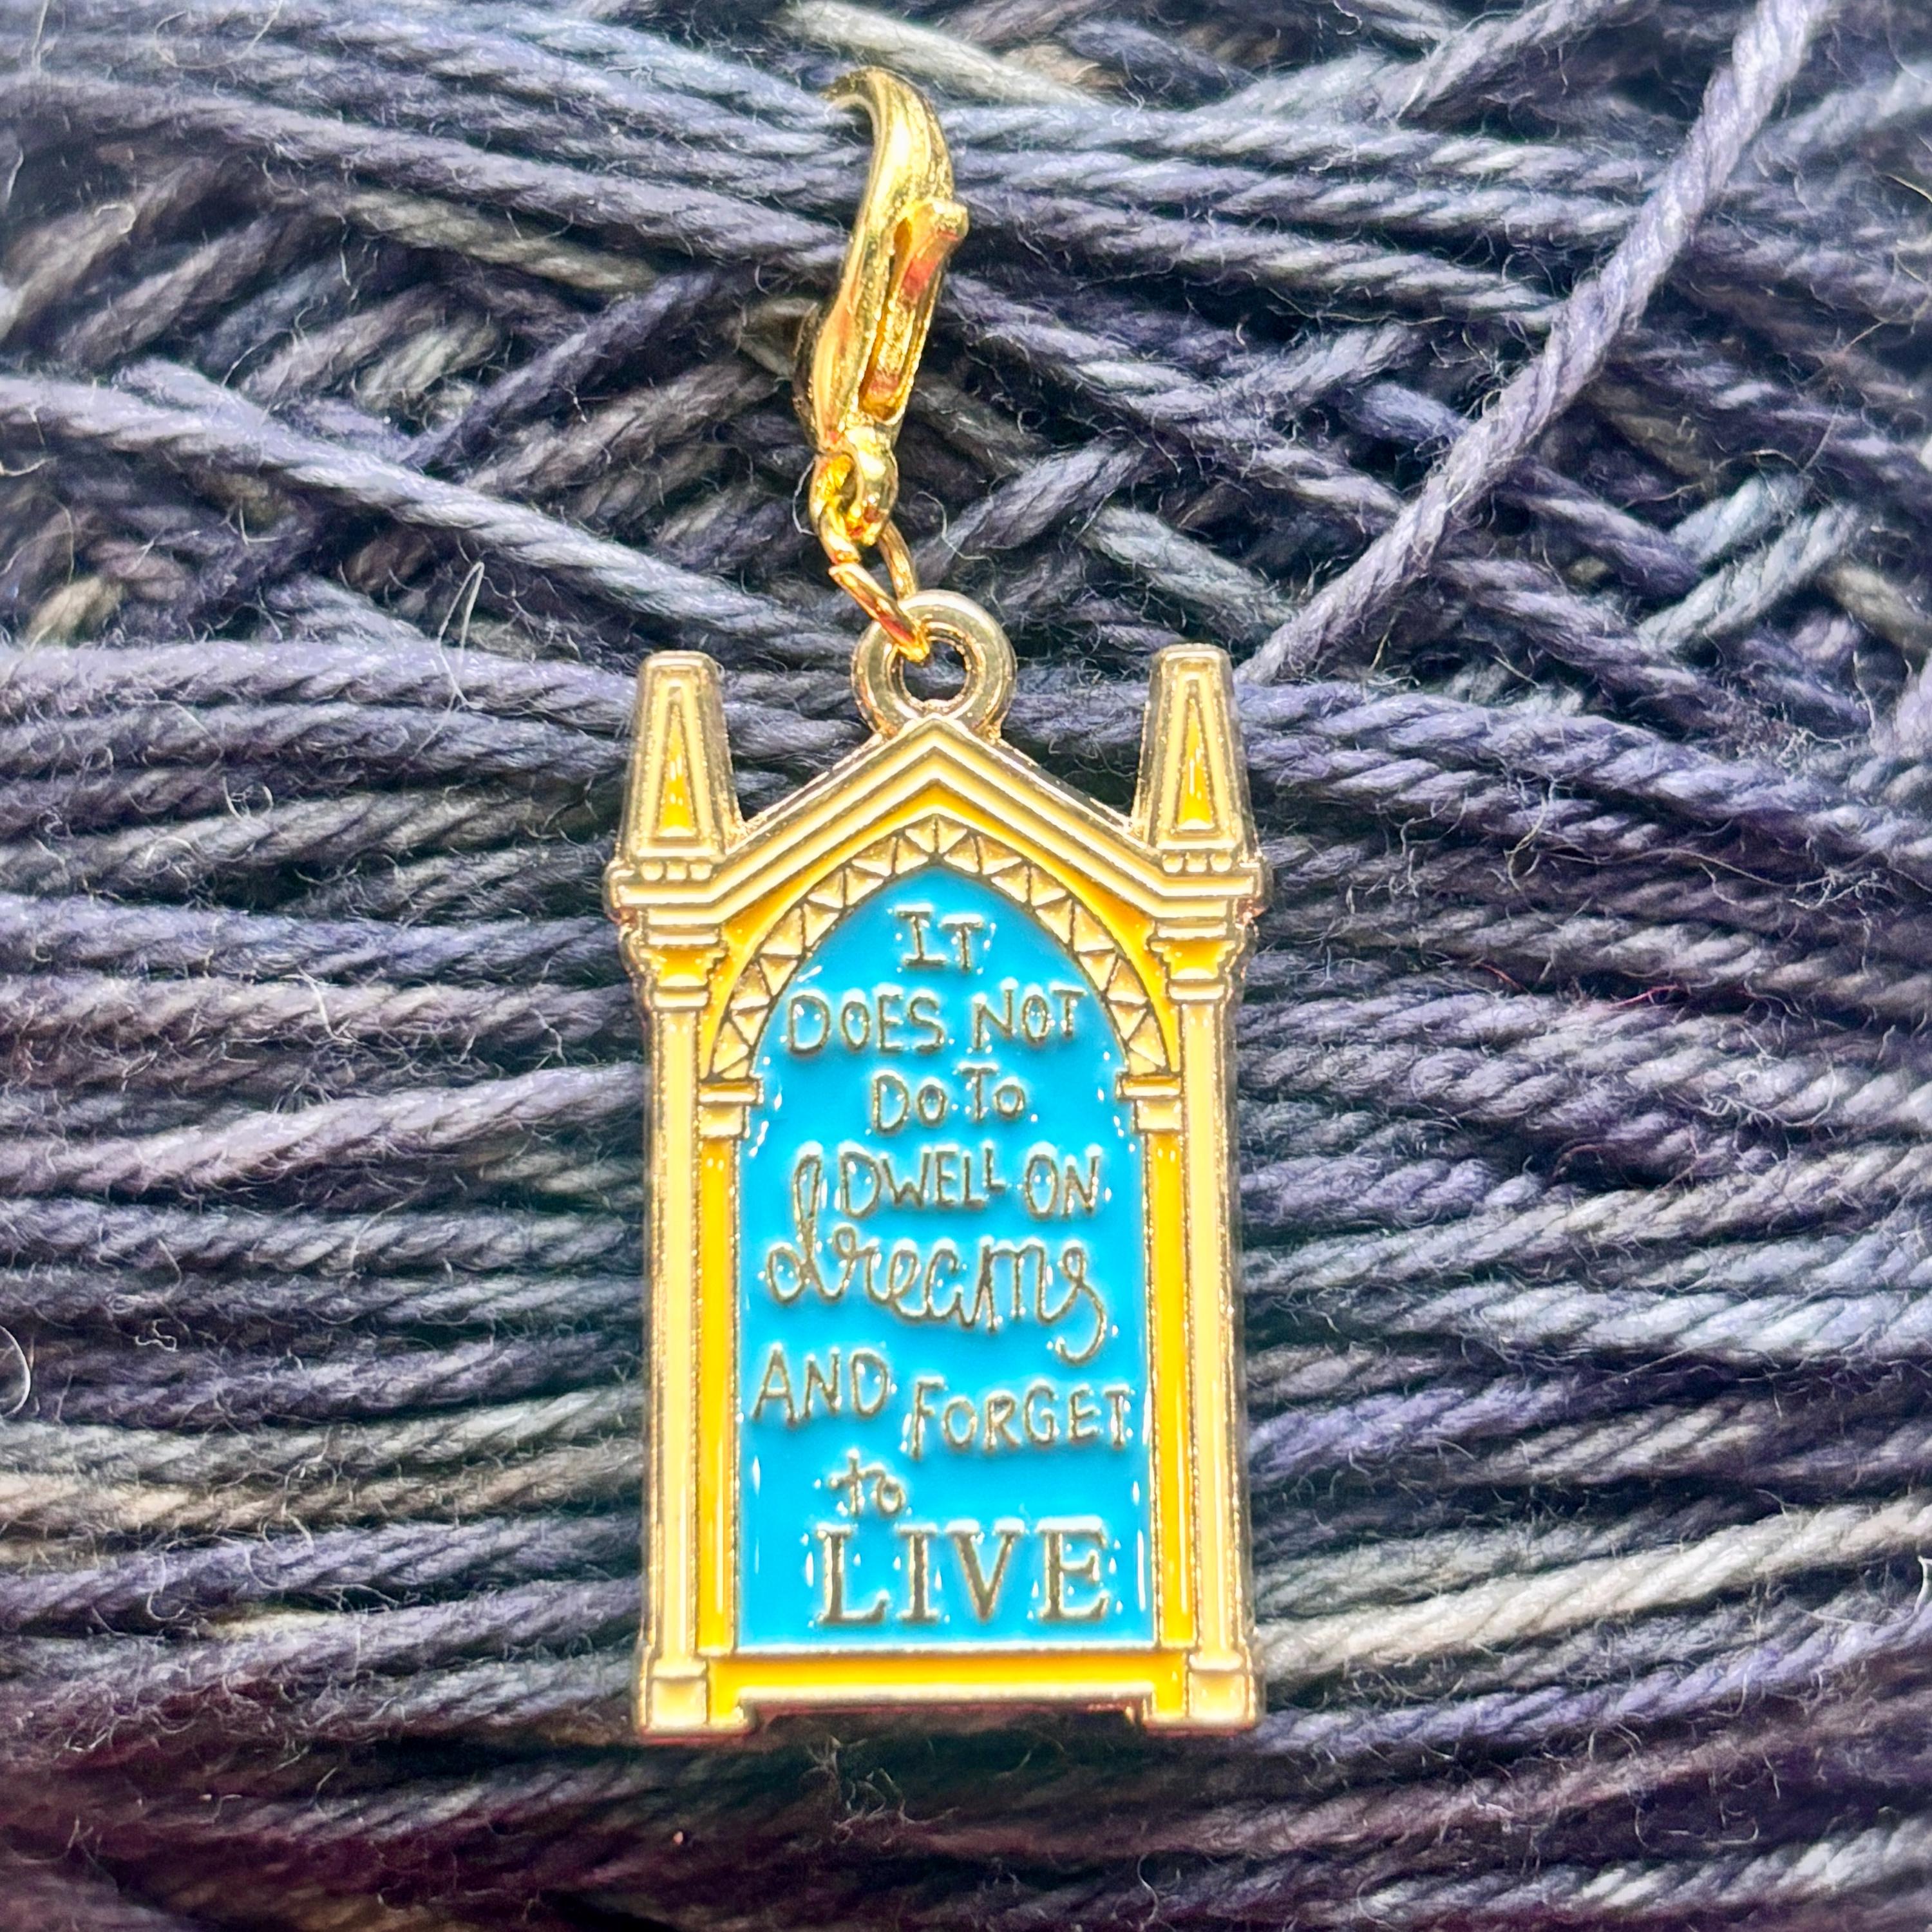 IT
DOES NOT
DO TO
DWELL ON
dreams
AND FORGET
to
LIVE